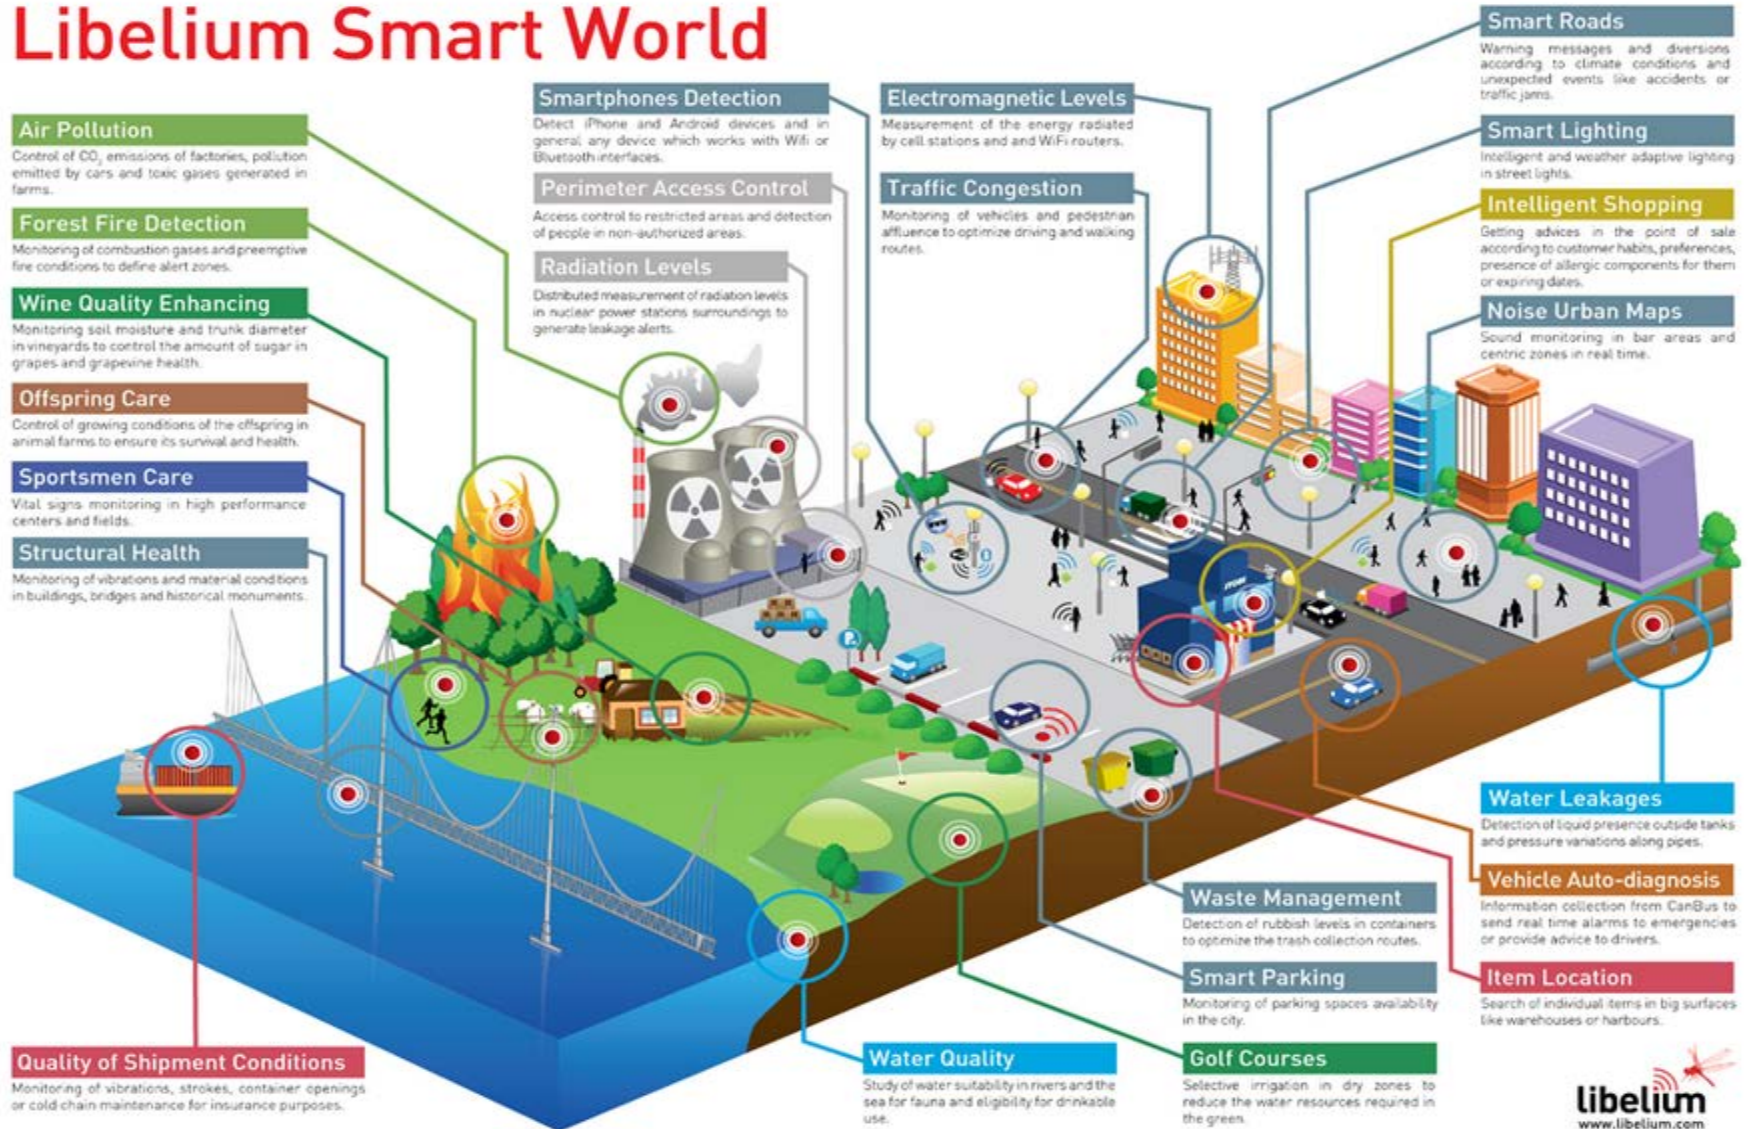 Libelium Smart World
Air Pollution
Control of CO2 emissions of factories, pollution
emitted by cars and toxic gases generated in
farms.
Forest Fire Detection
Monitoring of combustion gases and preemptive
fire conditions to define alert zones.
Wine Quality Enhancing
Monitoring soil moisture and trunk diameter
in vineyards to control the amount of sugar in
grapes and grapevine health.
Offspring Care
Control of growing conditions of the offspring in
animal farms to ensure its survival and health.
Sportsmen Care
Vital signs monitoring in high performance
centers and fields.
Structural Health
Monitoring of vibrations and material conditions
in buildings, bridges and historical monuments.
Quality of Shipment Conditions
Monitoring of vibrations, strokes, container openings
or cold chain maintenance for insurance purposes.
Smartphones Detection
Detect iPhone and Android devices and in
general any device which works with Wifi or
Bluetooth interfaces.
Perimeter Access Control
Access control to restricted areas and detection
of people in non-authorized areas.
Radiation Levels
Distributed measurement of radiation levels
in nuclear power stations surroundings to
generate leakage alerts.
Electromagnetic Levels
Measurement of the energy radiated
by cell stations and and WiFi routers.
Traffic Congestion
Monitoring of vehicles and pedestrian
affluence to optimize driving and walking
routes.
Smart Roads
Warning messages and diversions
according to climate conditions and
unexpected events like accidents or
traffic jams.
Smart Lighting
Intelligent and weather adaptive lighting
in street lights.
Intelligent Shopping
Getting advices in the point of sale
according to customer habits, preferences,
presence of allergic components for them
or expiring dates.
Noise Urban Maps
Sound monitoring in bar areas and
centric zones in real time.
STORE
P
Water Leakages
Detection of liquid presence outside tanks
and pressure variations along pipes.
Vehicle Auto-diagnosis
Information collection from CanBus to
send real time alarms to emergencies
or provide advice to drivers.
Item Location
Search of individual items in big surfaces
like warehouses or harbours.
Waste Management
Detection of rubbish levels in containers
to optimize the trash collection routes.
Smart Parking
Monitoring of parking spaces availability
in the city.
Golf Courses
Selective irrigation in dry zones to
reduce the water resources required in
the green.
Water Quality
Study of water suitability in rivers and the
sea for fauna and eligibility for drinkable
use.
libelium
www.libelium.com